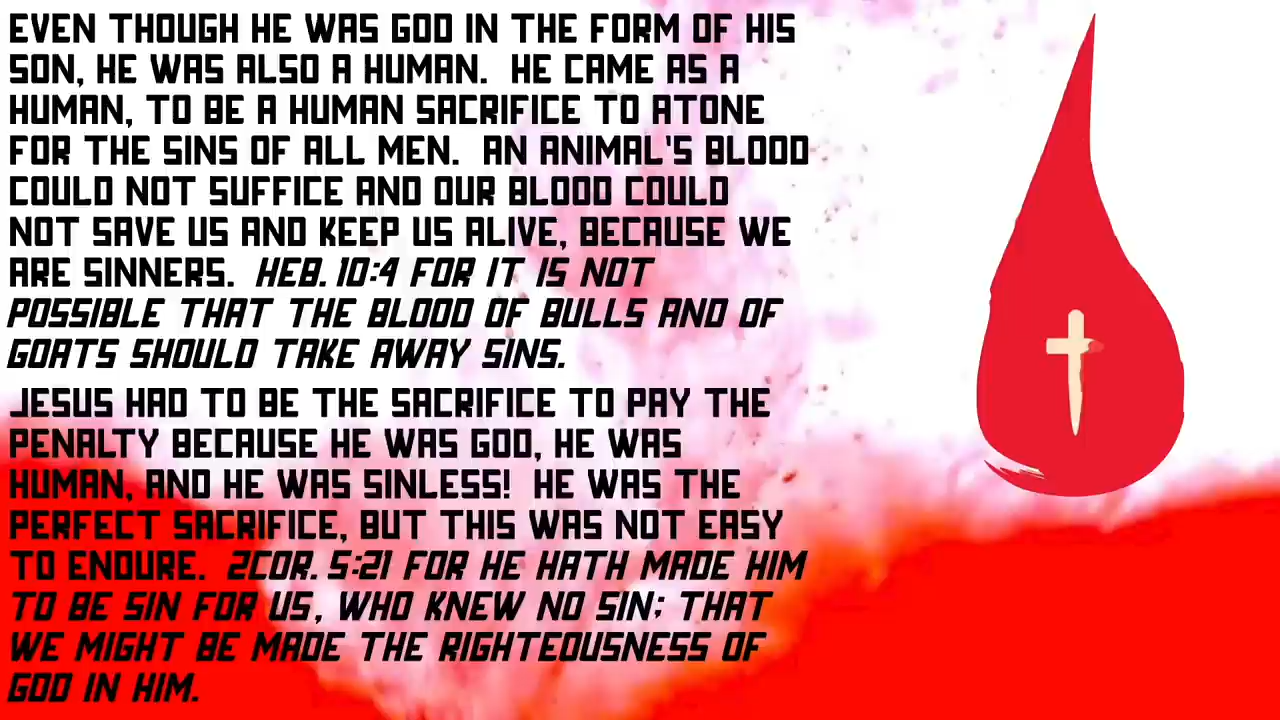 EVEN THOUGH HE WAS GOD IN THE FORM OF HIS
SON, HE WAS ALSO A HUMAN.  HE CAME AS A
HUMAN, TO BE A HUMAN SACRIFICE TO ATONE
FOR THE SINS OF ALL MEN.  AN ANIMAL'S BLOOD
COULD NOT SUFFICE AND OUR BLOOD COULD
NOT SAVE US AND KEEP US ALIVE, BECAUSE WE
ARE SINNERS.  HEB. 10:4 FOR IT IS NOT
POSSIBLE THAT THE BLOOD OF BULLS AND OF
GOATS SHOULD TAKE AWAY SINS.
JESUS HAD TO BE THE SACRIFICE TO PAY THE
PENALTY BECAUSE HE WAS GOD, HE WAS
HUMAN, AND HE WAS SINLESS!  HE WAS THE
PERFECT SACRIFICE, BUT THIS WAS NOT EASY
TO ENDURE.  2COR. 5:21 FOR HE HATH MADE HIM
TO BE SIN FOR US, WHO KNEW NO SIN; THAT
WE MIGHT BE MADE THE RIGHTEOUSNESS OF
GOD IN HIM.